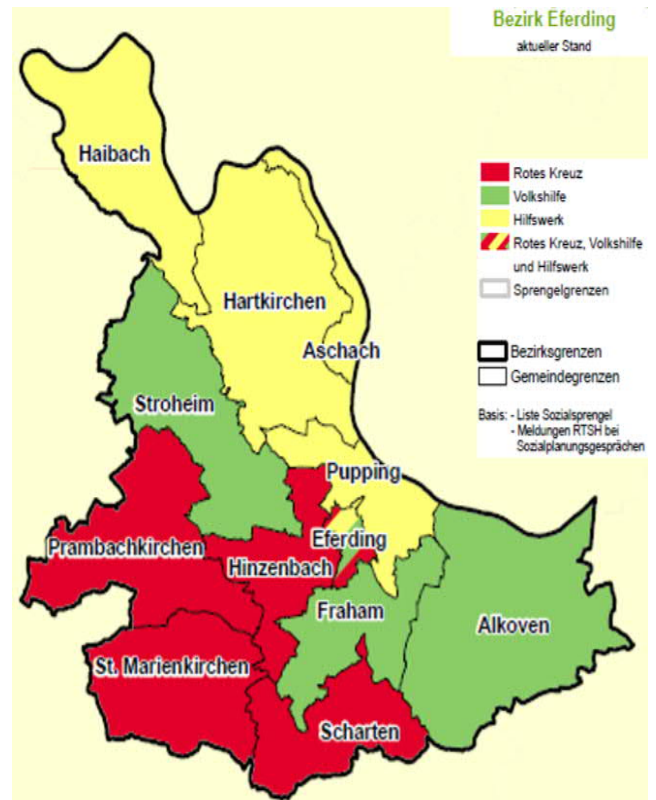 Bezirk Eferding
aktueller Stand
Haibach
Rotes Kreuz
Volkshilfe
Hilfswerk
Rotes Kreuz, Volkshilfe
und Hilfswerk
Sprengelgrenzen
Hartkirchen
Aschach
Bezirksgrenzen
Gemeindegrenzen
Stroheim
Basis: - Liste Sozialsprengel
- Meldungen RTSH bei
Sozialplanungsgesprächen
Pupping
Eferding
Prambachkirchen
Hinzenbach
Fraham
Alkoven
St. Marienkirchen
Scharten